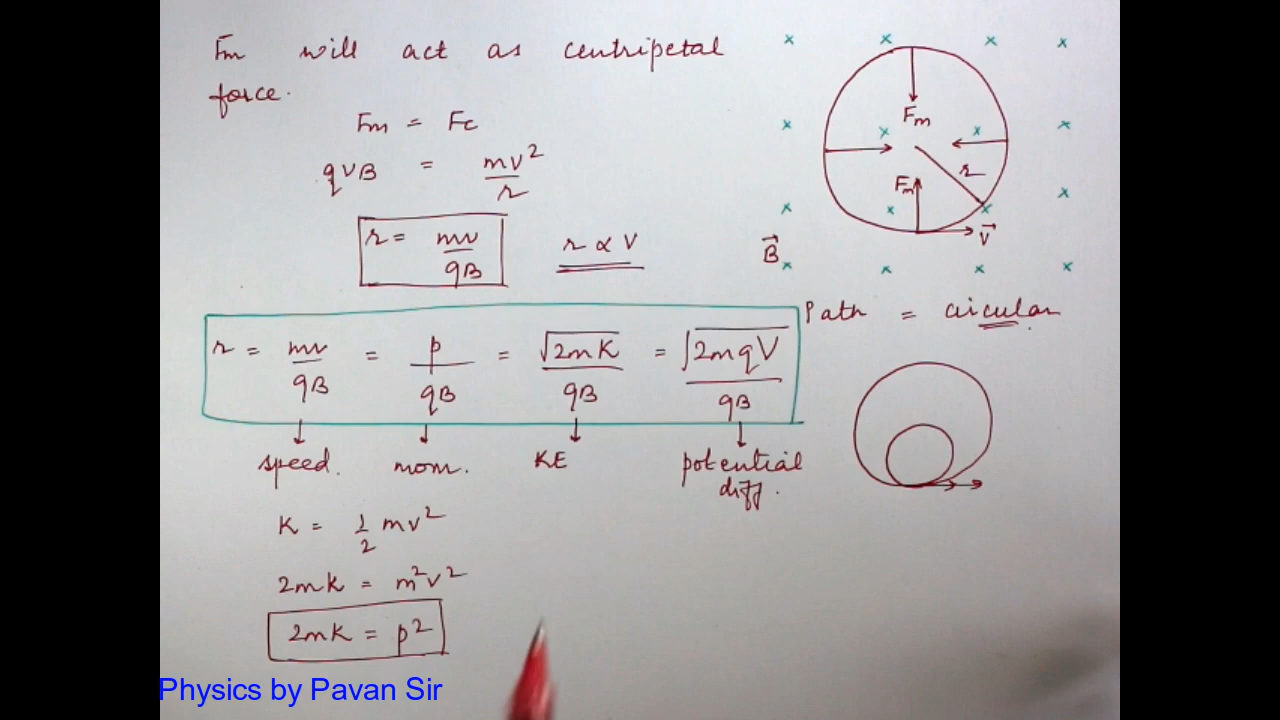 Fm will act as centripetal
force.
Fm = Fc
qVB = mv²/r
r = mv/qB
r ∝ V
r = mv/qB = p/qB = √2mK/qB = √2mqV/qB
speed. mom. KE potential
diff.
K = 1/2 mv²
2mK = m²v²
2mK = p²
x x x x
Fm
x x x x
r
Fm
x x x x
V⃗
B⃗
x x x x
Path = circular
Physics by Pavan Sir